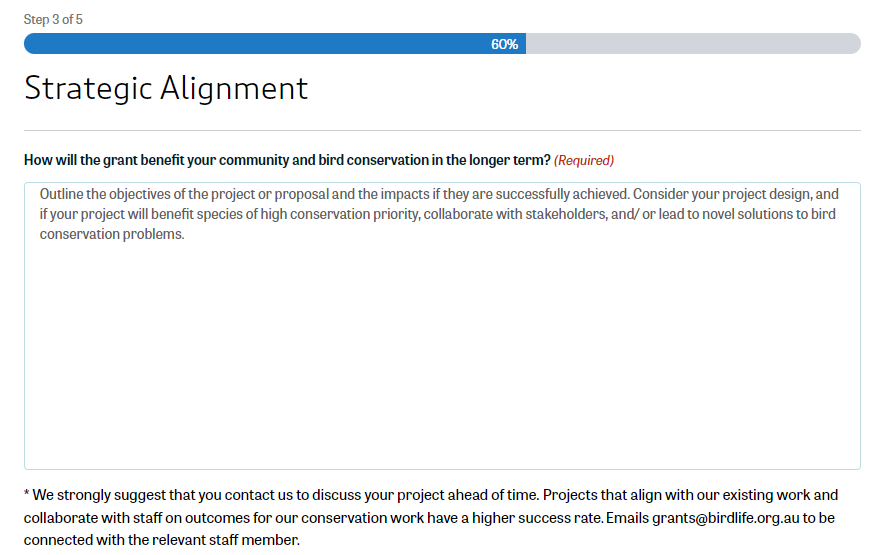 Step 3 of 5
60%
Strategic Alignment
How will the grant benefit your community and bird conservation in the longer term? (Required)
Outline the objectives of the project or proposal and the impacts if they are successfully achieved. Consider your project design, and
if your project will benefit species of high conservation priority, collaborate with stakeholders, and/ or lead to novel solutions to bird
conservation problems.
* We strongly suggest that you contact us to discuss your project ahead of time. Projects that align with our existing work and
collaborate with staff on outcomes for our conservation work have a higher success rate. Emails grants@birdlife.org.au to be
connected with the relevant staff member.